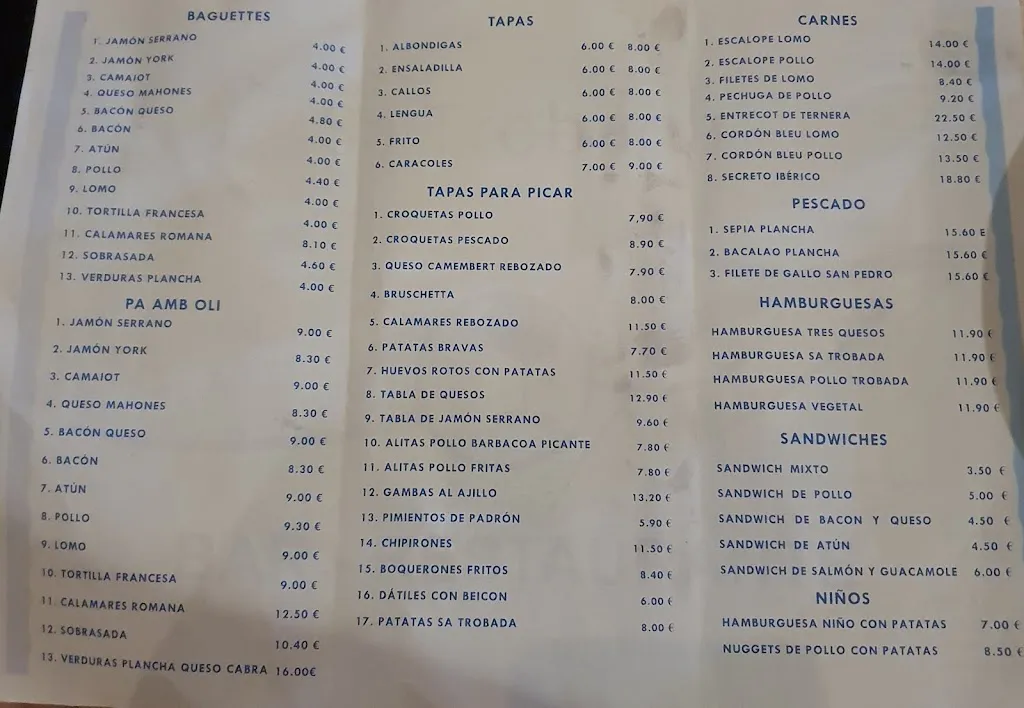 BAGUETTES
1. JAMÓN SERRANO 4.00 €
2. JAMÓN YORK 4.00 €
3. CAMAIOT 4.00 €
4. QUESO MAHONES 4.00 €
5. BACÓN QUESO 4.80 €
6. BACÓN 4.00 €
7. ATÚN 4.00 €
8. POLLO 4.40 €
9. LOMO 4.00 €
10. TORTILLA FRANCESA 4.00 €
11. CALAMARES ROMANA 8.10 €
12. SOBRASADA 4.60 €
13. VERDURAS PLANCHA 4.00 €
PA AMB OLI
1. JAMÓN SERRANO 9.00 €
2. JAMÓN YORK 8.30 €
3. CAMAIOT 9.00 €
4. QUESO MAHONES 8.30 €
5. BACÓN QUESO 9.00 €
6. BACÓN 8.30 €
7. ATÚN 9.00 €
8. POLLO 9.30 €
9. LOMO 9.00 €
10. TORTILLA FRANCESA 9.00 €
11. CALAMARES ROMANA 12.50 €
12. SOBRASADA 10.40 €
13. VERDURAS PLANCHA QUESO CABRA 16.00€
TAPAS
1. ALBONDIGAS 6.00 € 8.00 €
2. ENSALADILLA 6.00 € 8.00 €
3. CALLOS 6.00 € 8.00 €
4. LENGUA 6.00 € 8.00 €
5. FRITO 6.00 € 8.00 €
6. CARACOLES 7.00 € 9.00 €
TAPAS PARA PICAR
1. CROQUETAS POLLO 7,90 €
2. CROQUETAS PESCADO 8.90 €
3. QUESO CAMEMBERT REBOZADO 7.90 €
4. BRUSCHETTA 8.00 €
5. CALAMARES REBOZADO 11.50 €
6. PATATAS BRAVAS 7.70 €
7. HUEVOS ROTOS CON PATATAS 11.50 €
8. TABLA DE QUESOS 12.90 €
9. TABLA DE JAMÓN SERRANO 9.60 €
10. ALITAS POLLO BARBACOA PICANTE 7.80 €
11. ALITAS POLLO FRITAS 7.80 €
12. GAMBAS AL AJILLO 13.20 €
13. PIMIENTOS DE PADRÓN 5.90 €
14. CHIPIRONES 11.50 €
15. BOQUERONES FRITOS 8.40 €
16. DÁTILES CON BEICON 6.00 €
17. PATATAS SA TROBADA 8.00 €
CARNES
1. ESCALOPE LOMO 14.00 €
2. ESCALOPE POLLO 14.00 €
3. FILETES DE LOMO 8.40 €
4. PECHUGA DE POLLO 9.20 €
5. ENTRECOT DE TERNERA 22.50 €
6. CORDÓN BLEU LOMO 12.50 €
7. CORDÓN BLEU POLLO 13.50 €
8. SECRETO IBÉRICO 18.80 €
PESCADO
1. SEPIA PLANCHA 15.60 E
2. BACALAO PLANCHA 15.60 €
3. FILETE DE GALLO SAN PEDRO 15.60 €
HAMBURGUESAS
HAMBURGUESA TRES QUESOS 11.90 €
HAMBURGUESA SA TROBADA 11.90 €
HAMBURGUESA POLLO TROBADA 11.90 €
HAMBURGUESA VEGETAL 11.90 €
SANDWICHES
SANDWICH MIXTO 3.50 €
SANDWICH DE POLLO 5.00 €
SANDWICH DE BACON Y QUESO 4.50 €
SANDWICH DE ATÚN 4.50 €
SANDWICH DE SALMÓN Y GUACAMOLE 6.00 €
NIÑOS
HAMBURGUESA NIÑO CON PATATAS 7.00 €
NUGGETS DE POLLO CON PATATAS 8.50 €